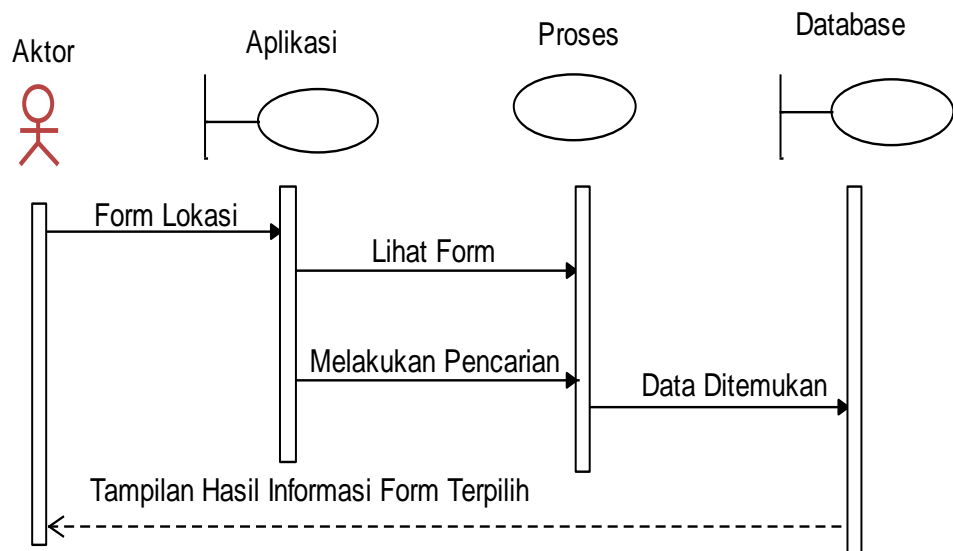 Aktor
Aplikasi
Proses
Database
Form Lokasi
Lihat Form
Melakukan Pencarian
Data Ditemukan
Tampilan Hasil Informasi Form Terpilih